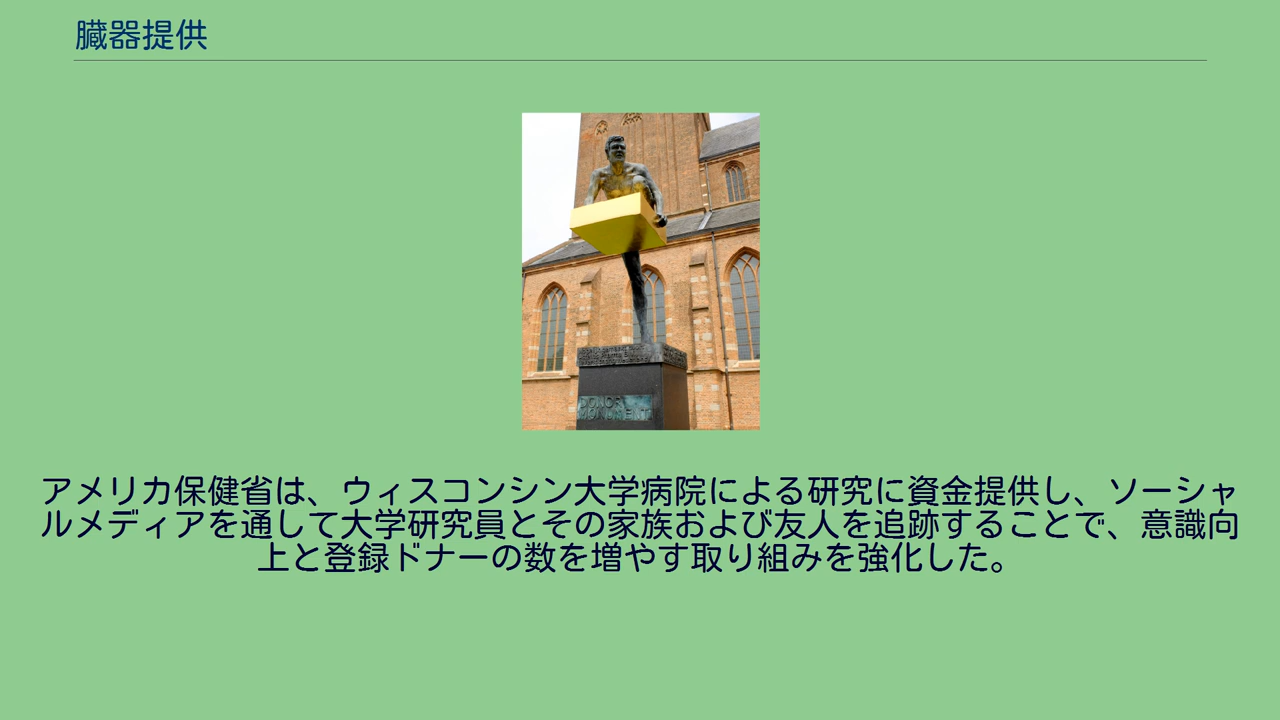 臓器提供
DONOR
MONUMENT
アメリカ保健省は、ウィスコンシン大学病院による研究に資金提供し、ソーシャ
ルメディアを通して大学研究員とその家族および友人を追跡することで、意識向
上と登録ドナーの数を増やす取り組みを強化した。